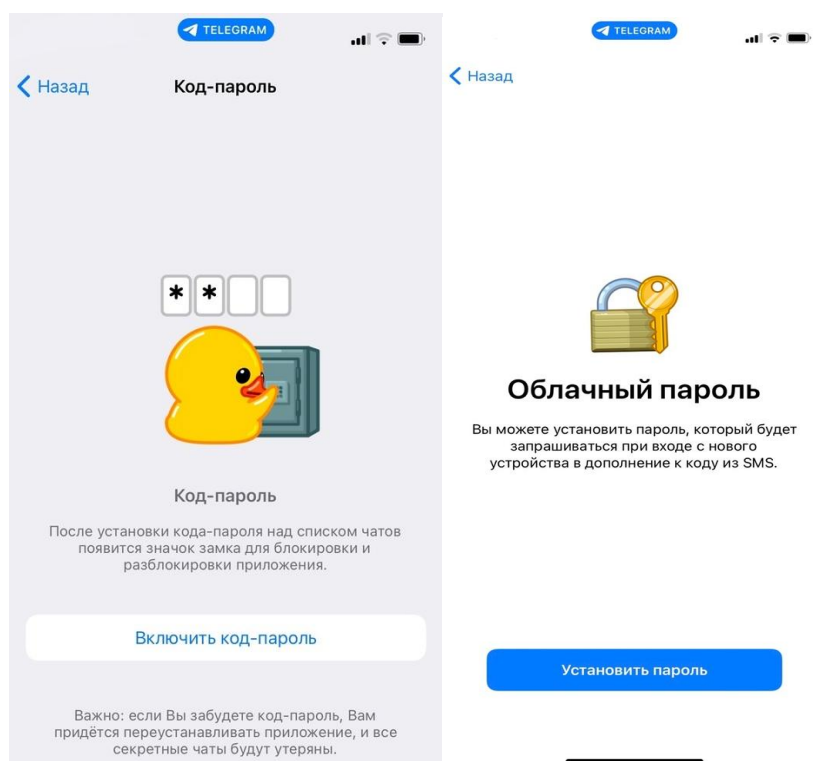 TELEGRAM
Назад
Код-пароль
**
Код-пароль
После установки кода-пароля над списком чатов
появится значок замка для блокировки и
разблокировки приложения.
Включить код-пароль
Важно: если Вы забудете код-пароль, Вам
придётся переустанавливать приложение, и все
секретные чаты будут утеряны.
TELEGRAM
Назад
Облачный пароль
Вы можете установить пароль, который будет
запрашиваться при входе с нового
устройства в дополнение к коду из SMS.
Установить пароль